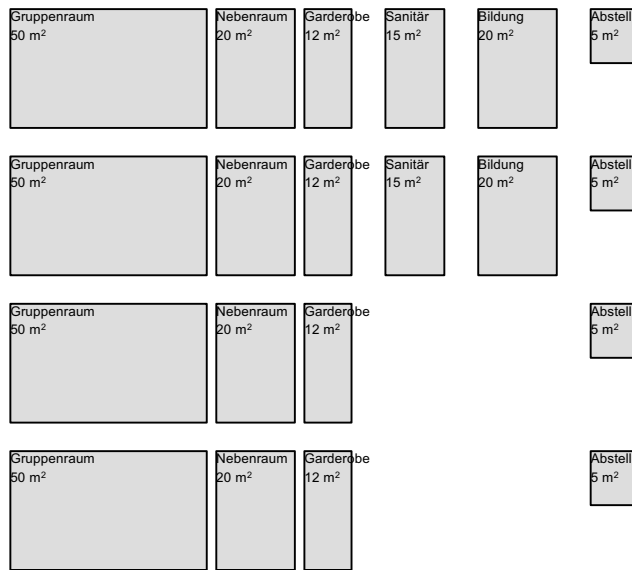 Gruppenraum
50 m²
Nebenraum
20 m²
Garderobe
12 m²
Sanitär
15 m²
Bildung
20 m²
Abstell
5 m²
Gruppenraum
50 m²
Nebenraum
20 m²
Garderobe
12 m²
Sanitär
15 m²
Bildung
20 m²
Abstell
5 m²
Gruppenraum
50 m²
Nebenraum
20 m²
Garderobe
12 m²
Abstell
5 m²
Gruppenraum
50 m²
Nebenraum
20 m²
Garderobe
12 m²
Abstell
5 m²